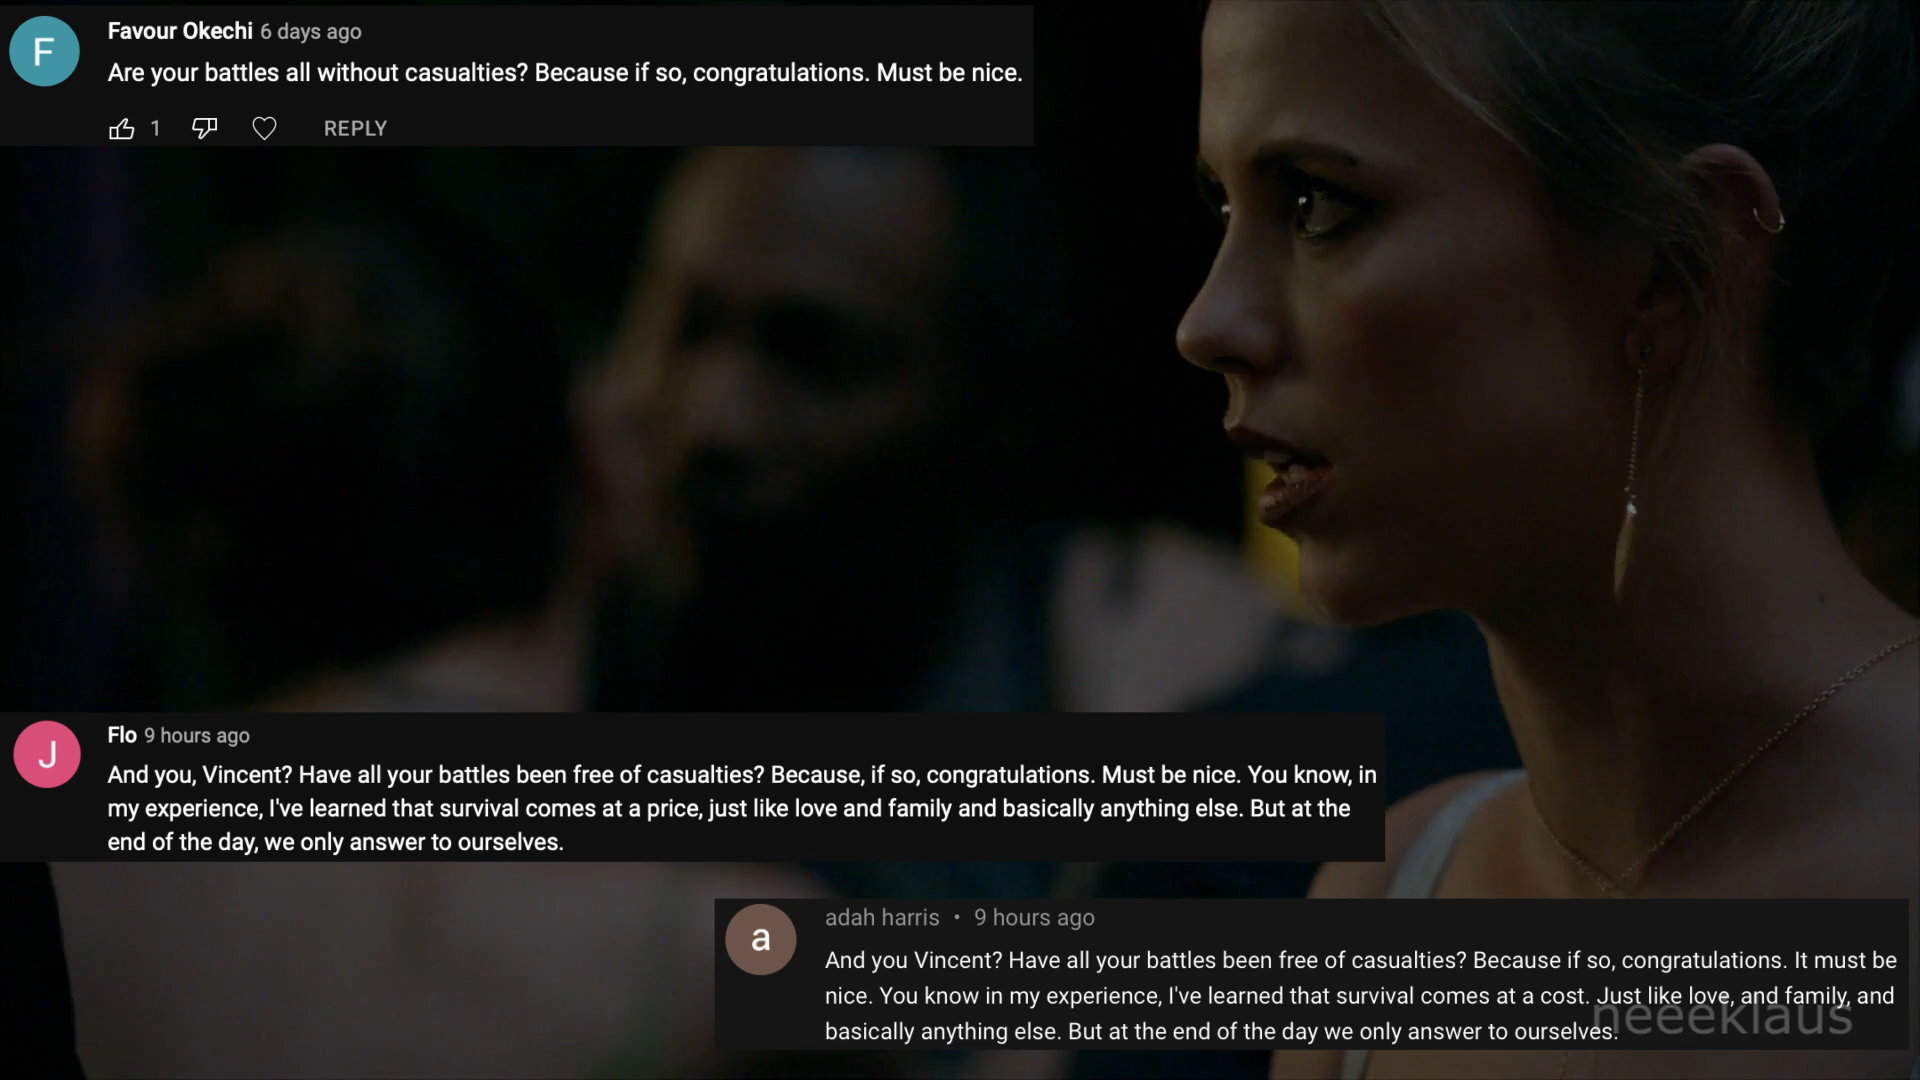 F
Favour Okechi 6 days ago
Are your battles all without casualties? Because if so, congratulations. Must be nice.
1 REPLY
J
Flo 9 hours ago
And you, Vincent? Have all your battles been free of casualties? Because, if so, congratulations. Must be nice. You know, in
my experience, I've learned that survival comes at a price, just like love and family and basically anything else. But at the
end of the day, we only answer to ourselves.
a
adah harris • 9 hours ago
And you Vincent? Have all your battles been free of casualties? Because if so, congratulations. It must be
nice. You know in my experience, I've learned that survival comes at a cost. Just like love, and family, and
basically anything else. But at the end of the day we only answer to ourselves.
neeeklaus